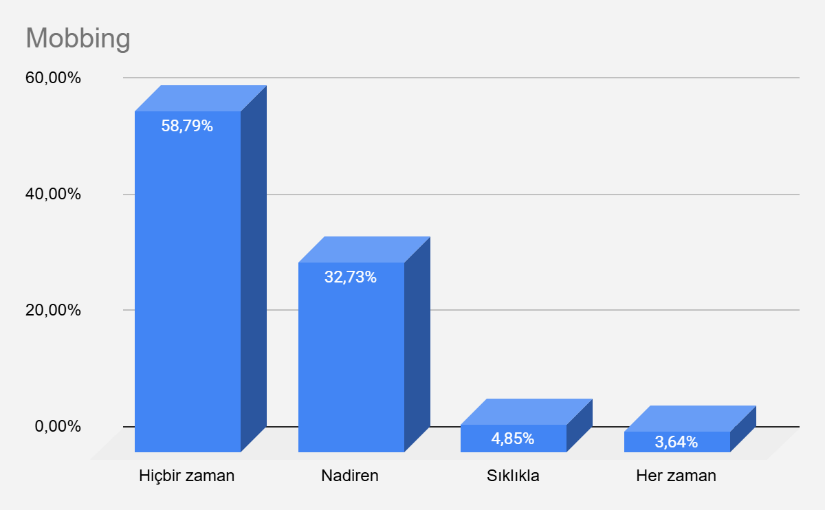 Mobbing
60,00%
40,00%
20,00%
0,00%
58,79%
32,73%
4,85%
3,64%
Hiçbir zaman
Nadiren
Sıklıkla
Her zaman